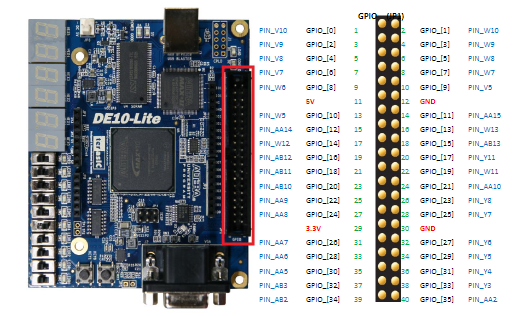 GPIO (JP1)
PIN_V10 GPIO_[0] 1 2 GPIO_[1] PIN_W10
PIN_V9 GPIO_[2] 3 4 GPIO_[3] PIN_W9
PIN_V8 GPIO_[4] 5 6 GPIO_[5] PIN_W8
PIN_V7 GPIO_[6] 7 8 GPIO_[7] PIN_W7
PIN_W6 GPIO_[8] 9 10 GPIO_[9] PIN_V5
5V 11 12 GND
PIN_W5 GPIO_[10] 13 14 GPIO_[11] PIN_AA15
PIN_AA14 GPIO_[12] 15 16 GPIO_[13] PIN_W13
PIN_W12 GPIO_[14] 17 18 GPIO_[15] PIN_AB13
PIN_AB12 GPIO_[16] 19 20 GPIO_[17] PIN_Y11
PIN_AB11 GPIO_[18] 21 22 GPIO_[19] PIN_W11
PIN_AB10 GPIO_[20] 23 24 GPIO_[21] PIN_AA10
PIN_AA9 GPIO_[22] 25 26 GPIO_[23] PIN_Y8
PIN_AA8 GPIO_[24] 27 28 GPIO_[25] PIN_Y7
3.3V 29 30 GND
PIN_AA7 GPIO_[26] 31 32 GPIO_[27] PIN_Y6
PIN_AA6 GPIO_[28] 33 34 GPIO_[29] PIN_Y5
PIN_AA5 GPIO_[30] 35 36 GPIO_[31] PIN_Y4
PIN_AB3 GPIO_[32] 37 38 GPIO_[33] PIN_Y3
PIN_AB2 GPIO_[34] 39 40 GPIO_[35] PIN_AA2
DE10-Lite
terasIC